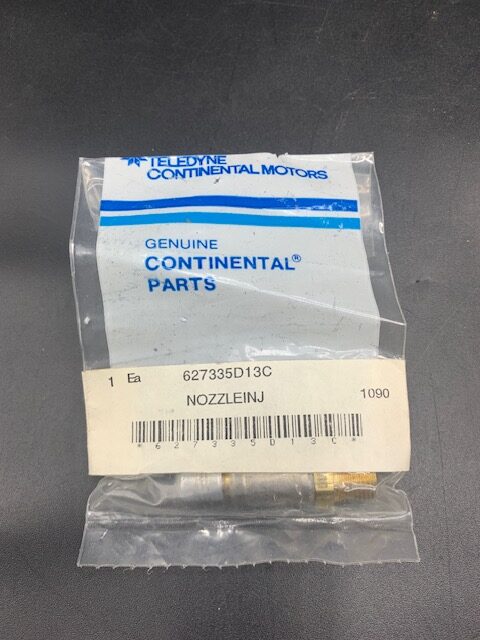 TELEDYNE
CONTINENTAL MOTORS
GENUINE
CONTINENTAL®
PARTS
1 Ea 627335D13C
NOZZLEINJ 1090
*627335D13C*